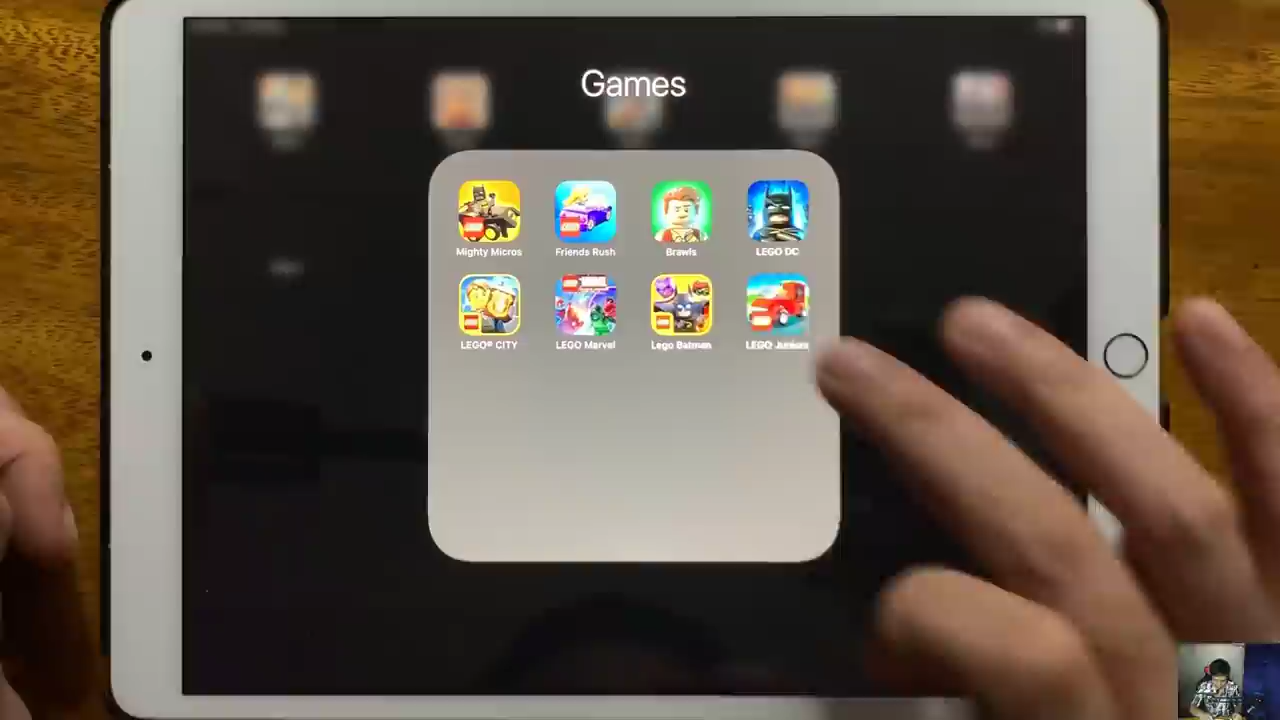 Games
Mighty Micros
Friends Rush
Brawls
LEGO DC
LEGO® CITY
LEGO Marvel
Lego Batman
LEGO Juniors